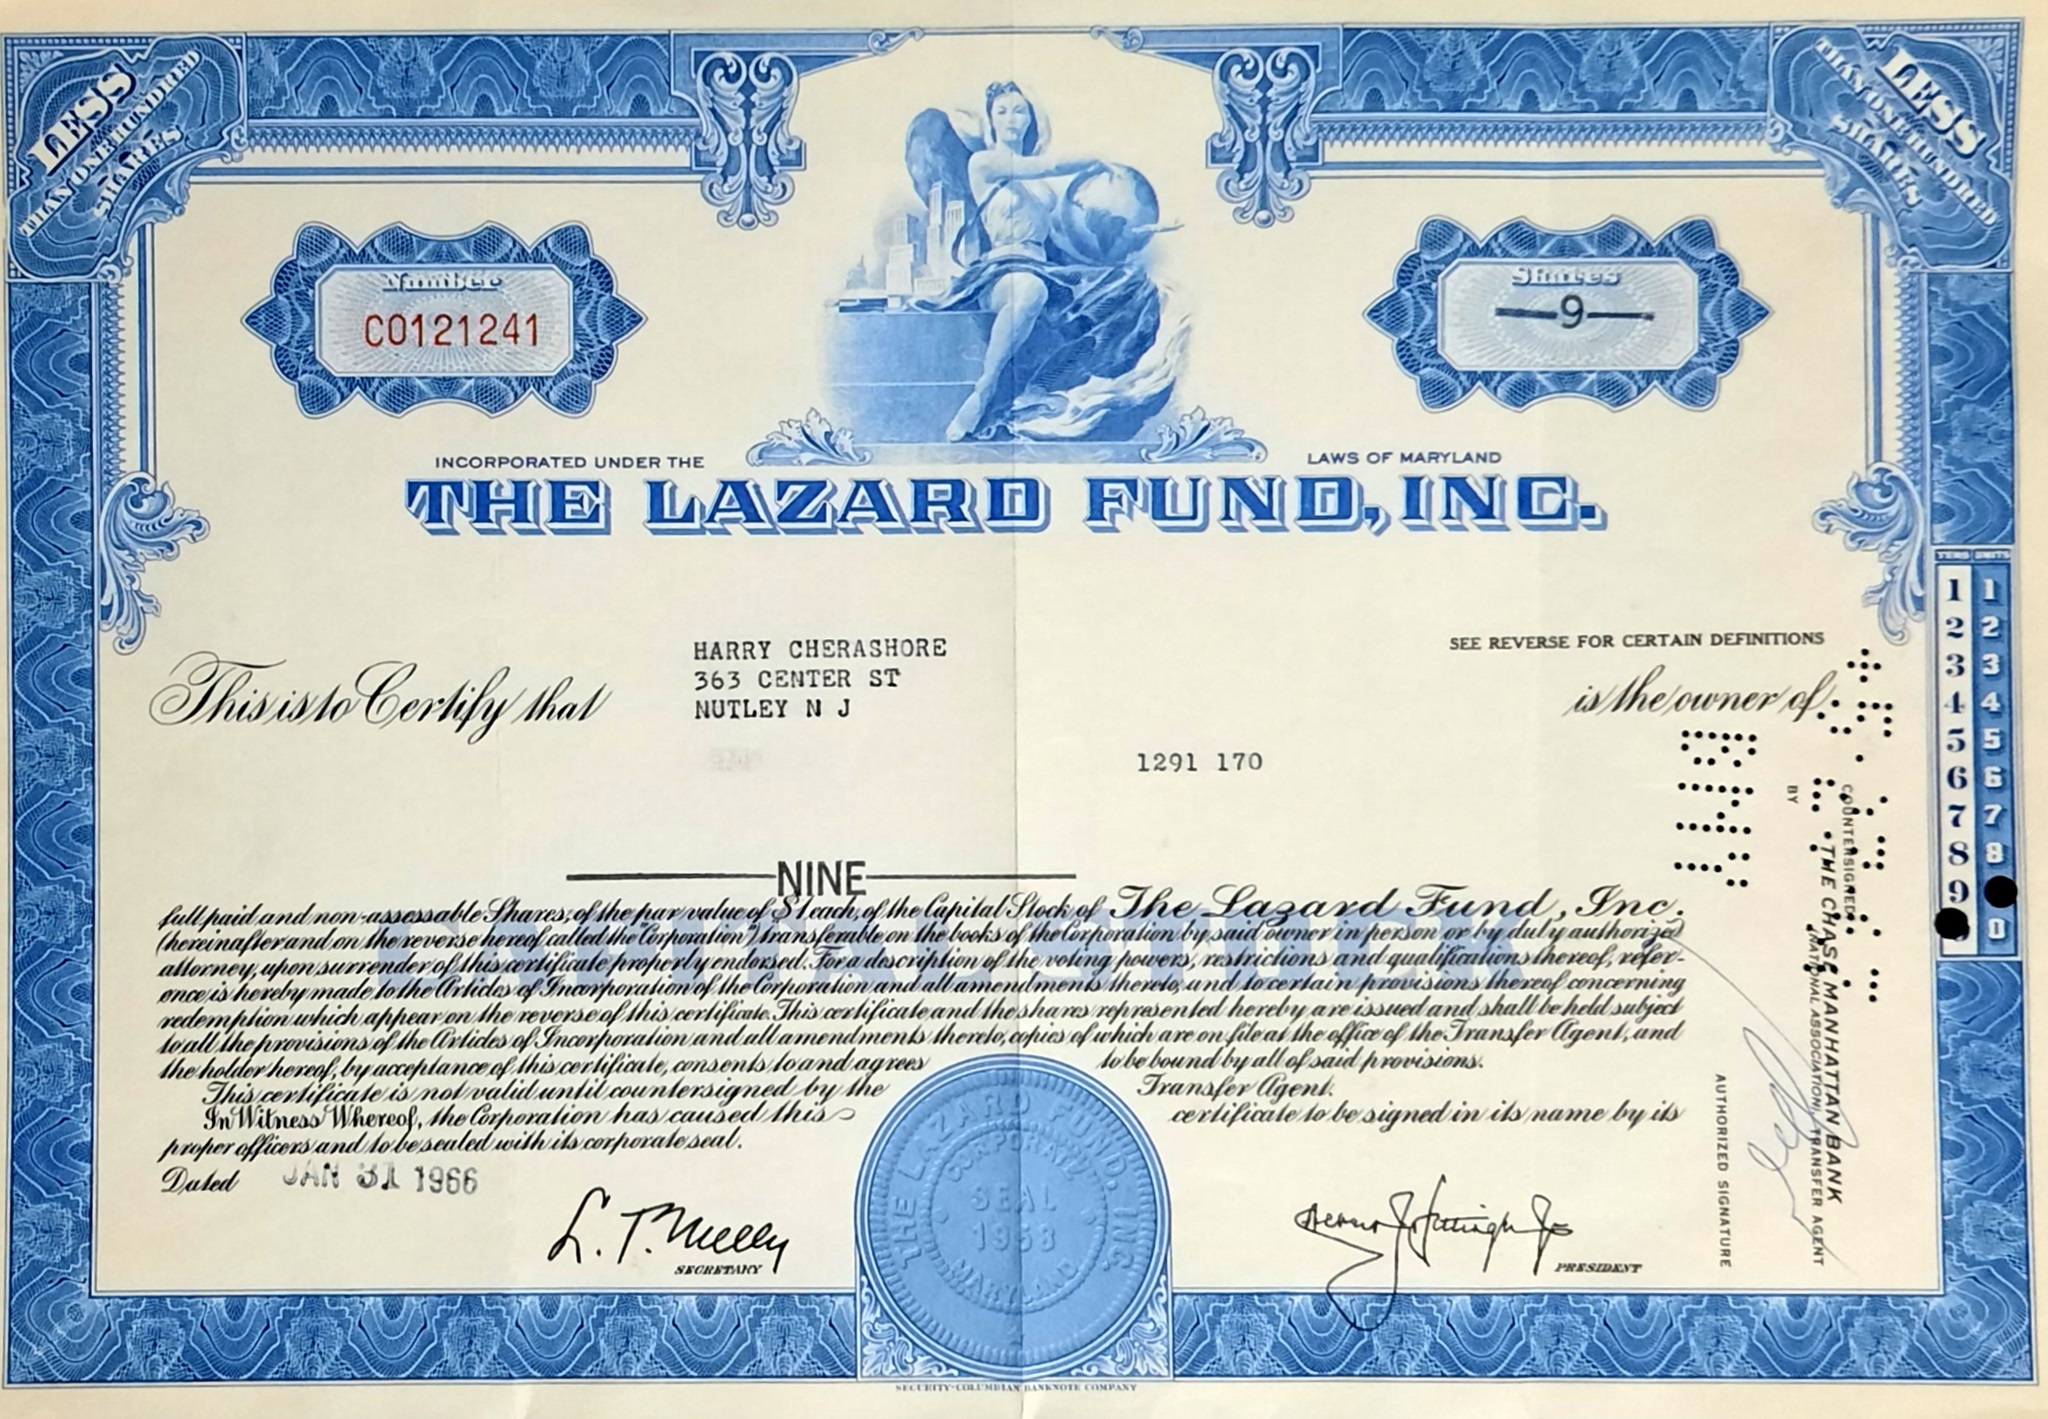 LESS
THAN ONE HUNDRED
SHARES
LESS
THAN ONE HUNDRED
SHARES
Number
C0121241
Shares
9
INCORPORATED UNDER THE
LAWS OF MARYLAND
THE LAZARD FUND, INC.
TENS UNITS
1 1
2 2
3 3
4 4
5 5
6 6
7 7
8 8
9
0
HARRY CHERASHORE
363 CENTER ST
NUTLEY N J
SEE REVERSE FOR CERTAIN DEFINITIONS
This is to Certify that
is the owner of
1291 170
NINE
full paid and non-assessable Shares, of the par value of $1 each, of the Capital Stock of The Lazard Fund, Inc.
(hereinafter and on the reverse hereof called the "Corporation") transferable on the books of the Corporation by said owner in person or by duly authorized
attorney, upon surrender of this certificate properly endorsed. For a description of the voting powers, restrictions and qualifications thereof, refer-
ence is hereby made to the Articles of Incorporation of the Corporation and all amendments thereto, and to certain provisions thereof concerning
redemption which appear on the reverse of this certificate. This certificate and the shares represented hereby are issued and shall be held subject
to all the provisions of the Articles of Incorporation and all amendments thereto, copies of which are on file at the office of the Transfer Agent, and
the holder hereof, by acceptance of this certificate, consents to and agrees to be bound by all of said provisions.
This certificate is not valid until countersigned by the Transfer Agent.
In Witness Whereof, the Corporation has caused this certificate to be signed in its name by its
proper officers and to be sealed with its corporate seal.
Dated JAN 31 1966
L. T. Melly
SECRETARY
THE LAZARD FUND, INC.
CORPORATE
SEAL
1958
MARYLAND
PRESIDENT
COUNTERSIGNED
THE CHASE MANHATTAN BANK
(NATIONAL ASSOCIATION) TRANSFER AGENT
BY
AUTHORIZED SIGNATURE
SECURITY-COLUMBIAN BANKNOTE COMPANY